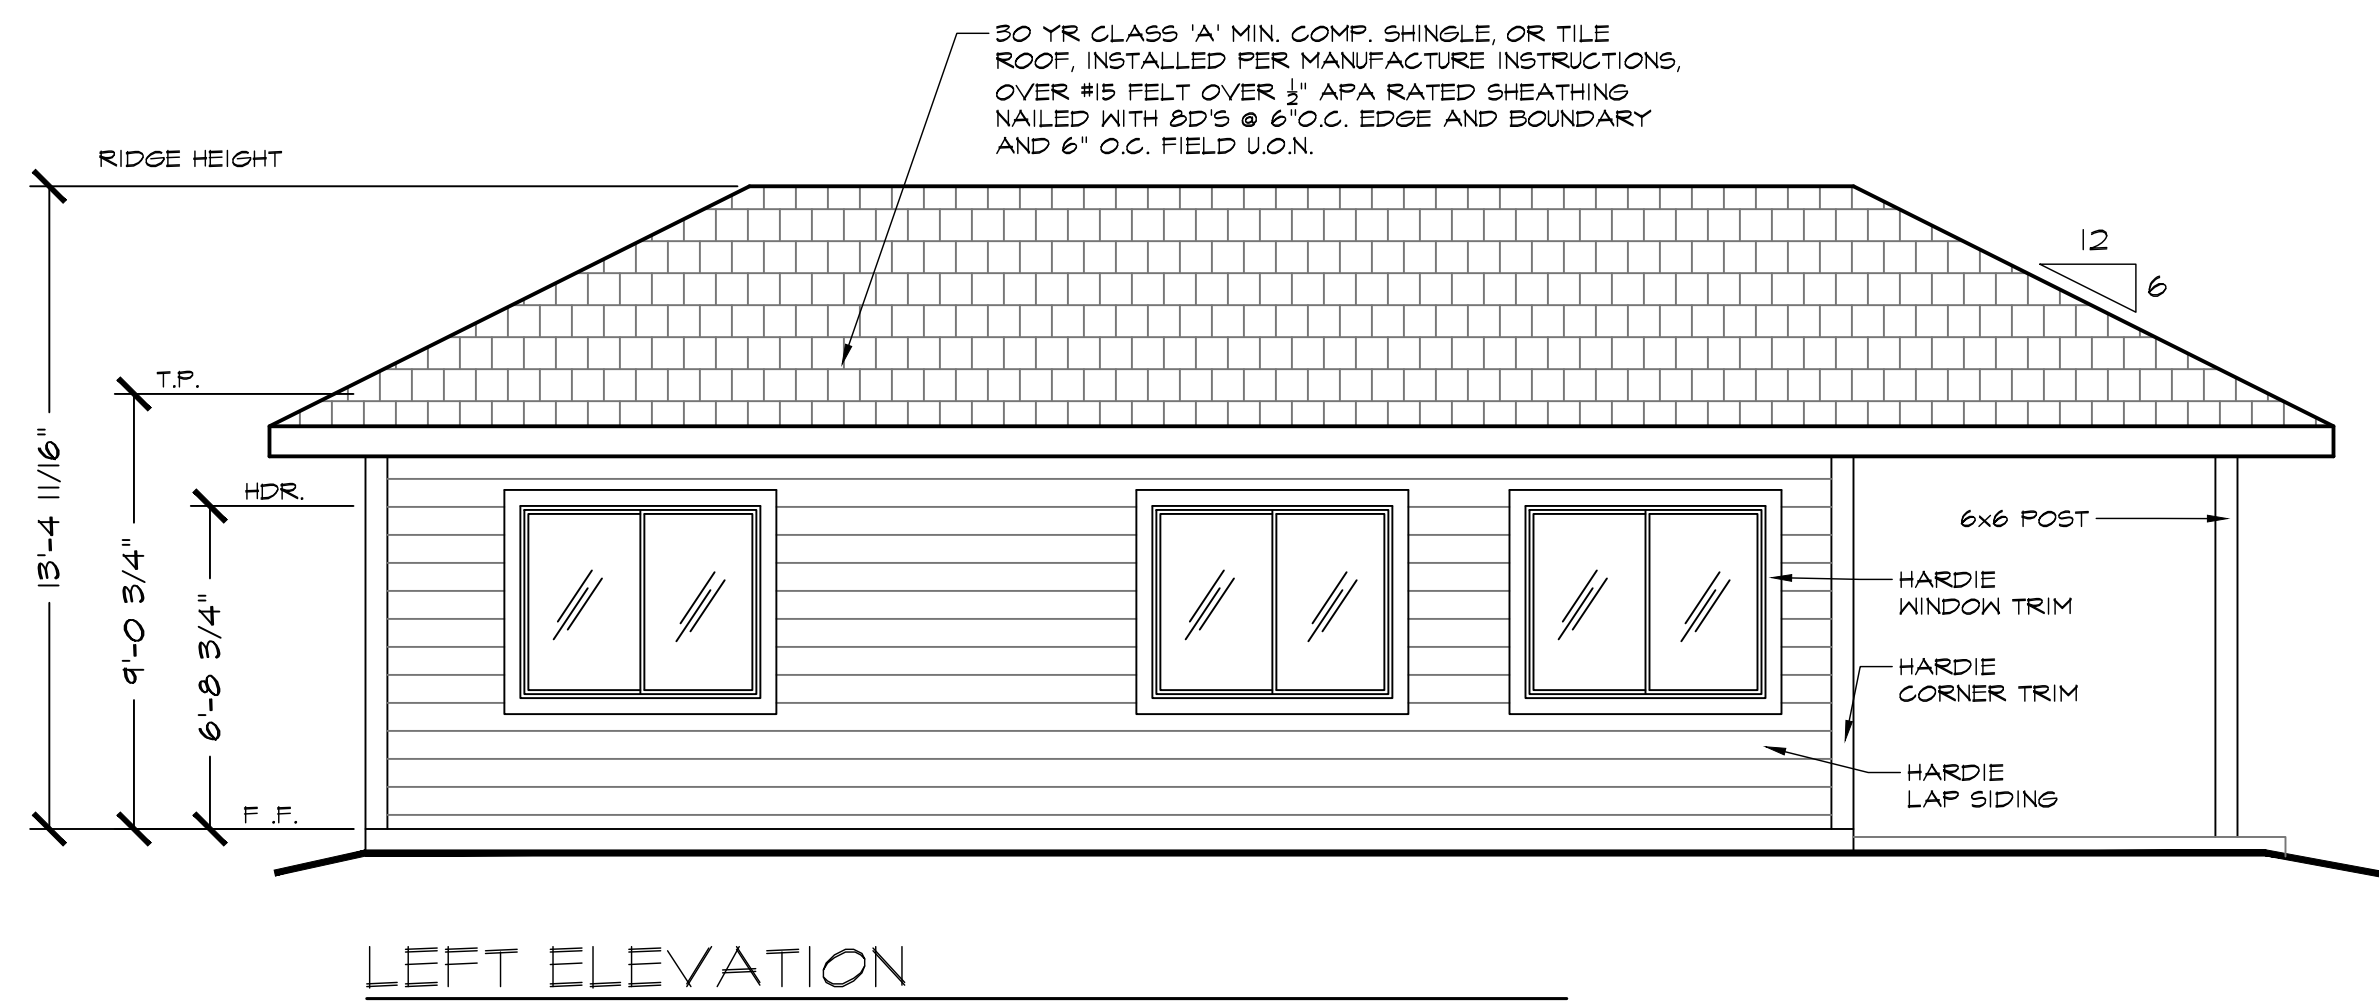 30 YR CLASS 'A' MIN. COMP. SHINGLE, OR TILE
ROOF, INSTALLED PER MANUFACTURE INSTRUCTIONS,
OVER #15 FELT OVER ½" APA RATED SHEATHING
NAILED WITH 8D'S @ 6"O.C. EDGE AND BOUNDARY
AND 6" O.C. FIELD U.O.N.
RIDGE HEIGHT
12
6
T.P.
HDR.
F .F.
13'-4 11/16"
9'-0 3/4"
6'-8 3/4"
6x6 POST
HARDIE
WINDOW TRIM
HARDIE
CORNER TRIM
HARDIE
LAP SIDING
LEFT ELEVATION